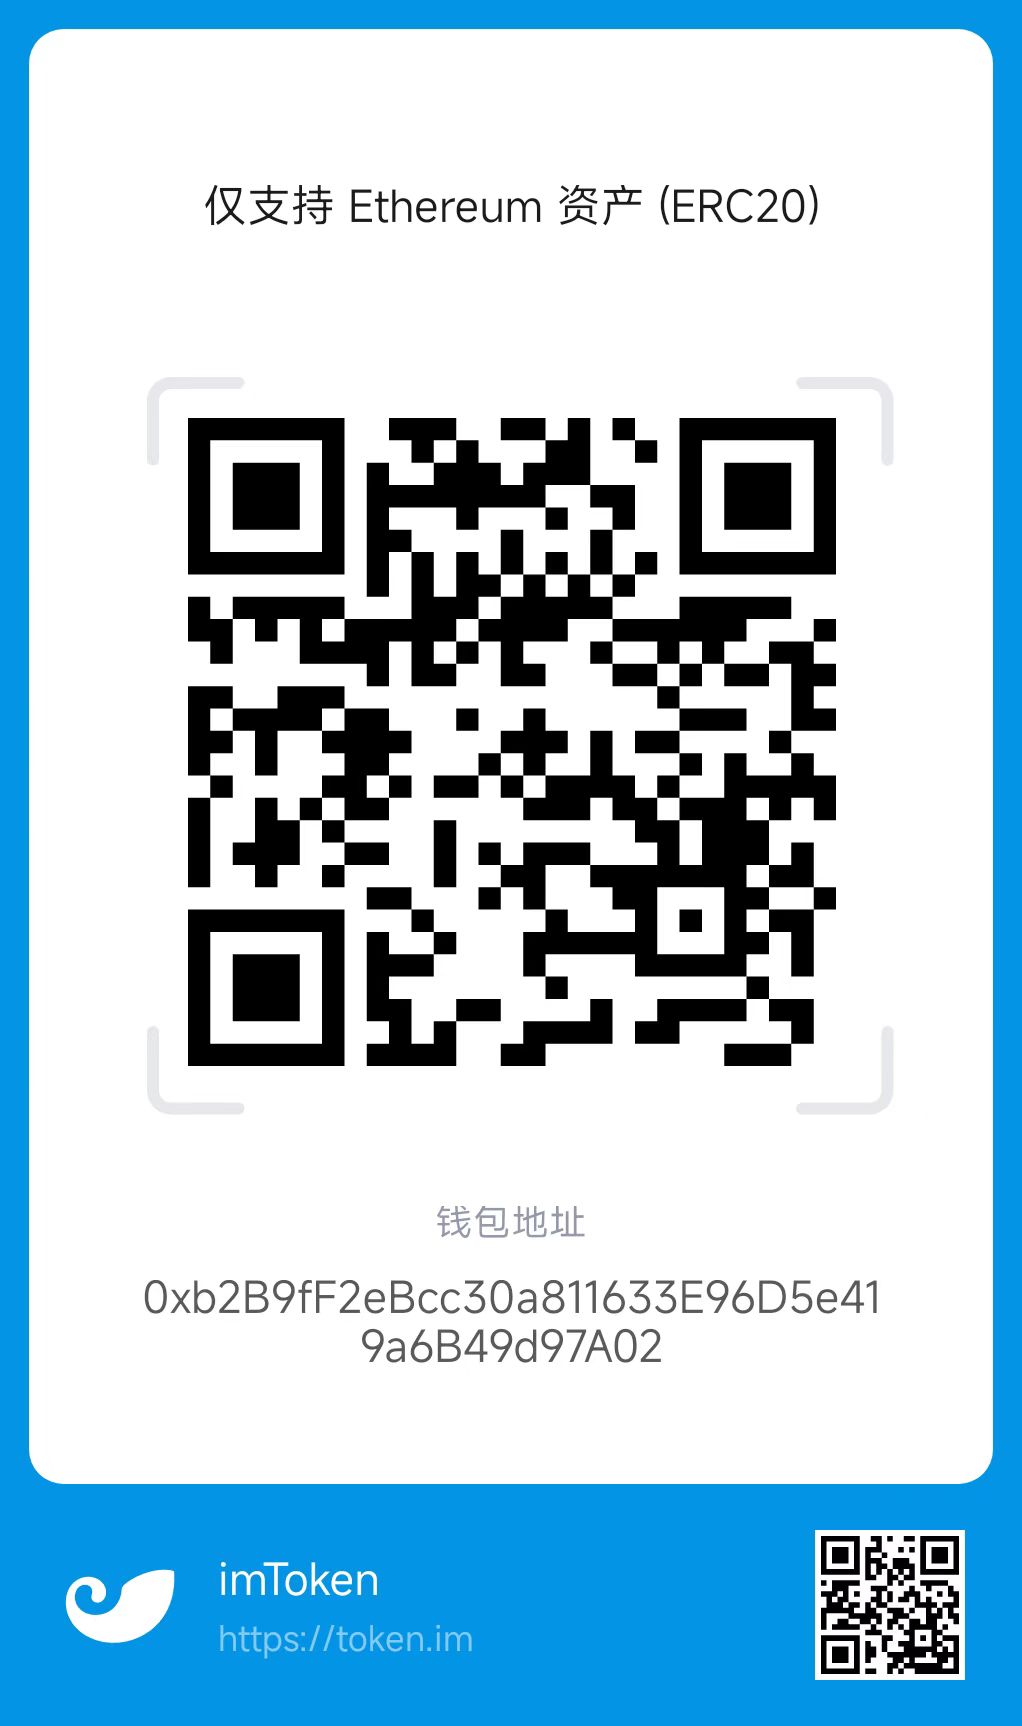 仅支持 Ethereum 资产 (ERC20)
钱包地址
0xb2B9fF2eBcc30a811633E96D5e41
9a6B49d97A02
imToken
https://token.im